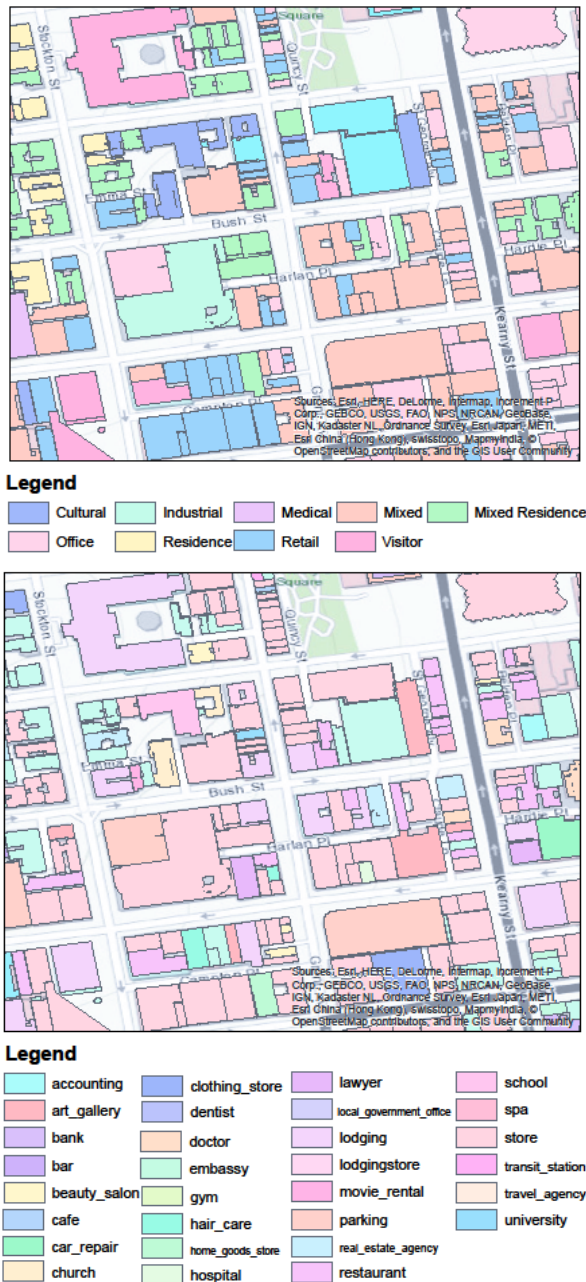 Square
Stockton St
Quincy St
Emma St
Bush St
Harlan Pl
Hardie Pl
Kearny St
Sources: Esri, HERE, DeLorme, Intermap, increment P
Corp., GEBCO, USGS, FAO, NPS, NRCAN, GeoBase,
IGN, Kadaster NL, Ordnance Survey, Esri Japan, METI,
Esri China (Hong Kong), swisstopo, MapmyIndia, ©
OpenStreetMap contributors, and the GIS User Community
Legend
Cultural Industrial Medical Mixed Mixed Residence
Office Residence Retail Visitor
Square
Stockton St
Quincy St
Emma St
Bush St
Harlan Pl
Hardie Pl
Kearny St
Sources: Esri, HERE, DeLorme, Intermap, increment P
Corp., GEBCO, USGS, FAO, NPS, NRCAN, GeoBase,
IGN, Kadaster NL, Ordnance Survey, Esri Japan, METI,
Esri China (Hong Kong), swisstopo, MapmyIndia, ©
OpenStreetMap contributors, and the GIS User Community
Legend
accounting clothing_store lawyer school
art_gallery dentist local_government_office spa
bank doctor lodging store
bar embassy lodgingstore transit_station
beauty_salon gym movie_rental travel_agency
cafe hair_care parking university
car_repair home_goods_store real_estate_agency
church hospital restaurant